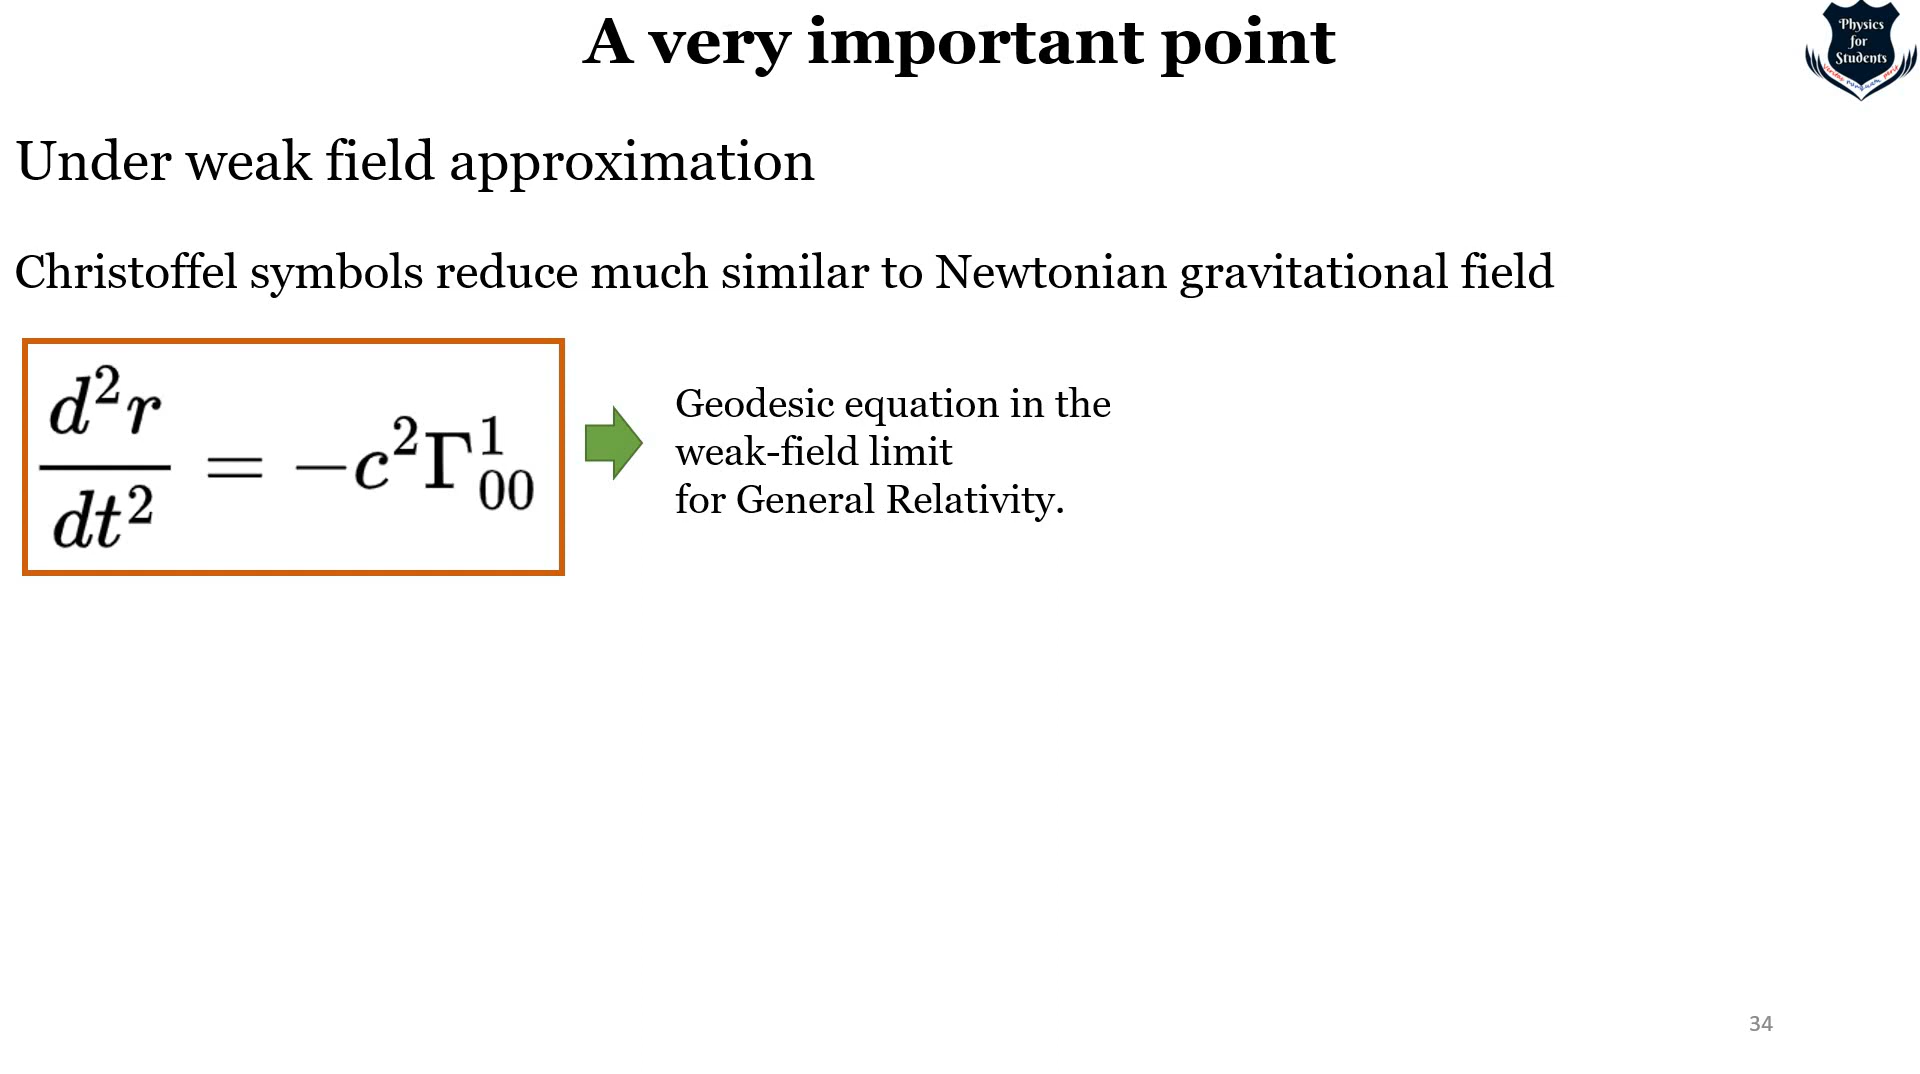 A very important point
Physics
for
Students
Under weak field approximation
Christoffel symbols reduce much similar to Newtonian gravitational field
d²r/dt² = −c²Γ¹₀₀
Geodesic equation in the
weak-field limit
for General Relativity.
34